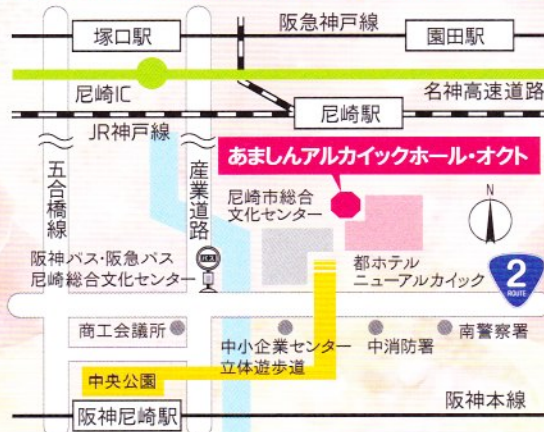 阪急神戸線
塚口駅
園田駅
尼崎IC
名神高速道路
尼崎駅
JR神戸線
あましんアルカイックホール・オクト
五合橋線
産業道路
尼崎市総合
文化センター
N
阪神バス・阪急バス
尼崎総合文化センター
バス
都ホテル
ニューアルカイック
2
ROUTE
商工会議所
中小企業センター
立体遊歩道
中消防署
南警察署
中央公園
阪神本線
阪神尼崎駅